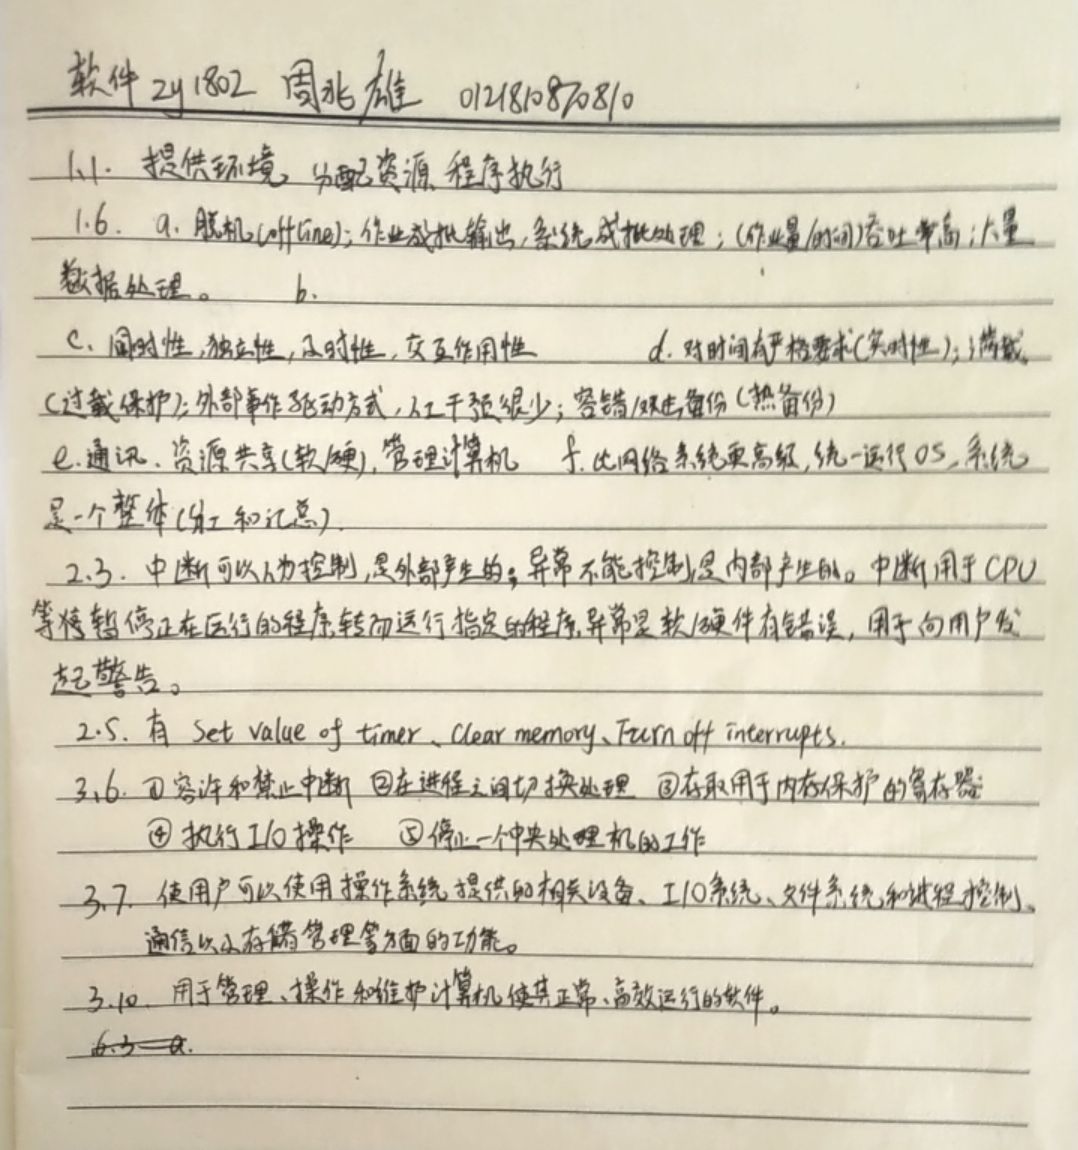 软件zy1802 周兆雄 0121810870810
1.1. 提供环境。分配资源 程序执行
1.6. a. 脱机(off line); 作业成批输出,系统成批处理; (作业量/时间)吞吐率高; 大量
数据处理。 b.
c. 同时性,独立性,及时性,交互作用性 d. 对时间有严格要求(实时性);满载
(过载保护);外部事件驱动方式,人工干预很少;容错/双击备份(热备份)
e.通讯.资源共享(软/硬),管理计算机 f.比网络系统更高级,统一运行OS,系统
是一个整体(分工和汇总).
2.3. 中断可以人为控制,是外部产生的;异常不能控制,是内部产生的。中断用于CPU
等将暂停正在运行的程序,转而运行指定的程序,异常是软/硬件有错误,用于向用户发
起警告。
2.5. 有 Set value of timer、Clear memory、Turn off interrupts.
3.6. ①容许和禁止中断 ②在进程之间切换处理 ③存取用于内存保护的寄存器
④执行I/O操作 ⑤停止一个中央处理机的工作
3.7. 使用户可以使用操作系统提供的相关设备、I/O系统、文件系统和进程控制、
通信以及存储管理等方面的功能。
3.10. 用于管理、操作和维护计算机使其正常、高效运行的软件。
6.3 a.